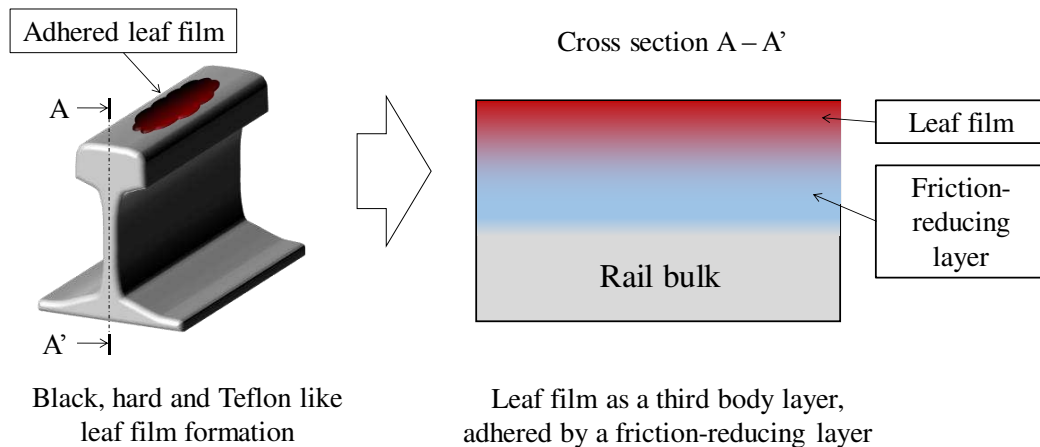 Adhered leaf film
A
A’
Black, hard and Teflon like
leaf film formation
Cross section A – A’
Leaf film
Friction-
reducing
layer
Rail bulk
Leaf film as a third body layer,
adhered by a friction-reducing layer